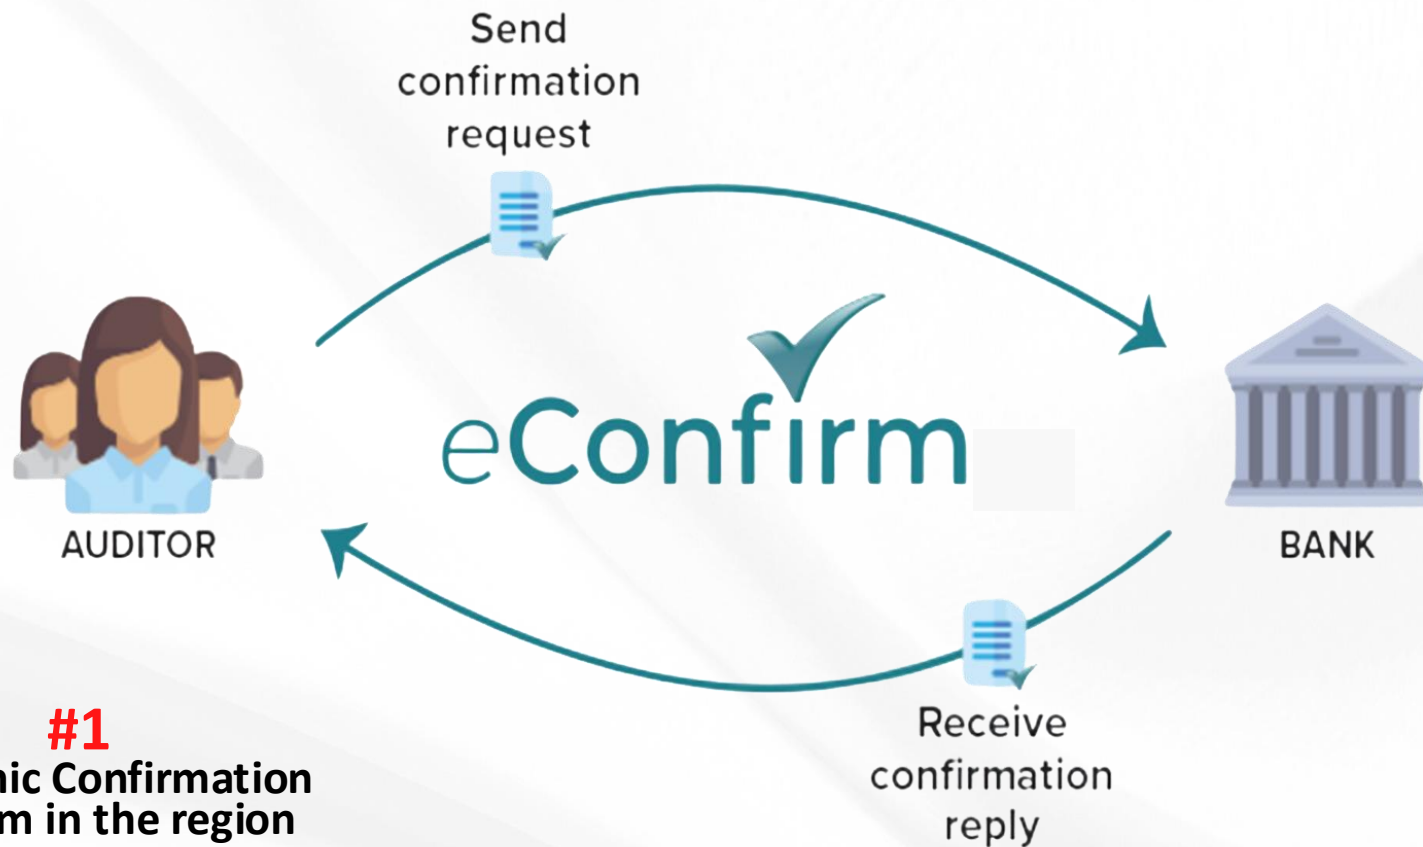 Send
confirmation
request
eConfirm
AUDITOR
BANK
Receive
confirmation
reply
#1
nic Confirmation
m in the region